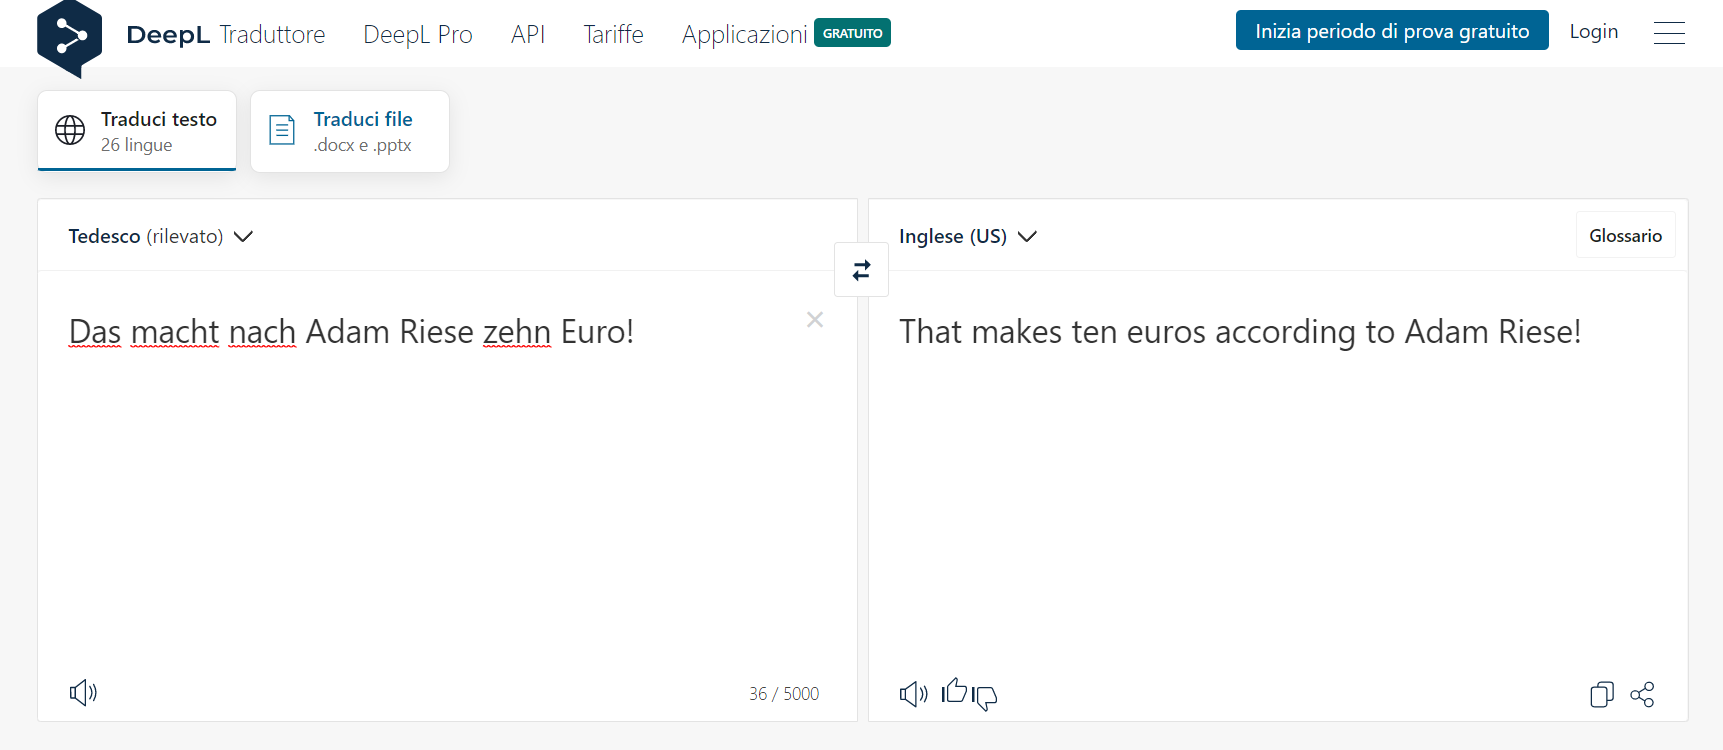 DeepL Traduttore DeepL Pro API Tariffe Applicazioni GRATUITO Inizia periodo di prova gratuito Login
Traduci testo
26 lingue
Traduci file
.docx e .pptx
Tedesco (rilevato)
Inglese (US)
Glossario
Das macht nach Adam Riese zehn Euro!
That makes ten euros according to Adam Riese!
36 / 5000